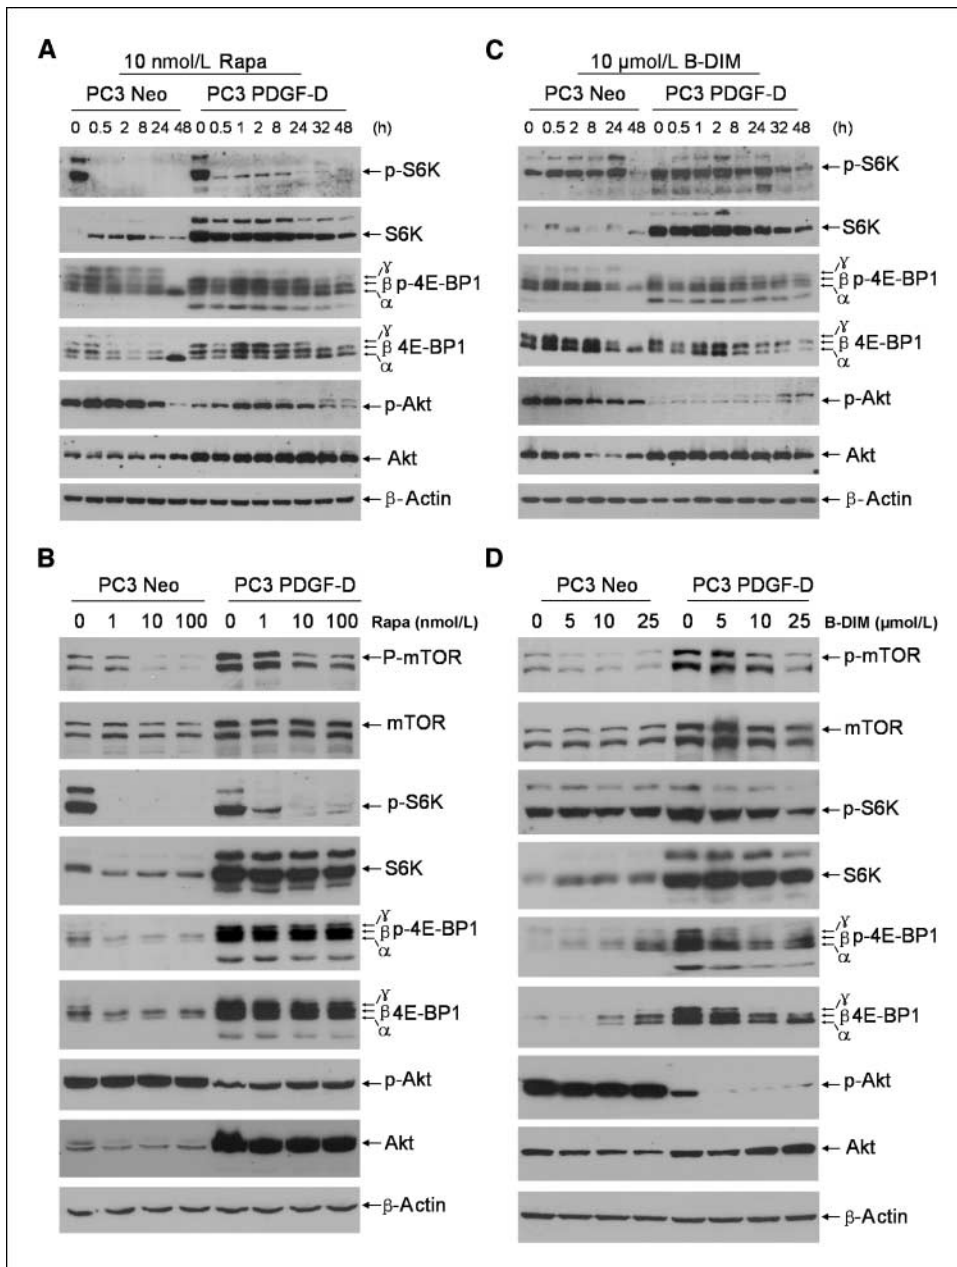 A
10 nmol/L Rapa
PC3 Neo PC3 PDGF-D
0 0.5 2 8 24 48 0 0.5 1 2 8 24 32 48 (h)
p-S6K
S6K
γ
β p-4E-BP1
α
γ
β 4E-BP1
α
p-Akt
Akt
β-Actin
B
PC3 Neo PC3 PDGF-D
0 1 10 100 0 1 10 100 Rapa (nmol/L)
P-mTOR
mTOR
p-S6K
S6K
γ
β p-4E-BP1
α
γ
β 4E-BP1
α
p-Akt
Akt
β-Actin
C
10 μmol/L B-DIM
PC3 Neo PC3 PDGF-D
0 0.5 2 8 24 48 0 0.5 1 2 8 24 32 48 (h)
p-S6K
S6K
γ
β p-4E-BP1
α
γ
β 4E-BP1
α
p-Akt
Akt
β-Actin
D
PC3 Neo PC3 PDGF-D
0 5 10 25 0 5 10 25 B-DIM (μmol/L)
p-mTOR
mTOR
p-S6K
S6K
γ
β p-4E-BP1
α
γ
β 4E-BP1
α
p-Akt
Akt
β-Actin